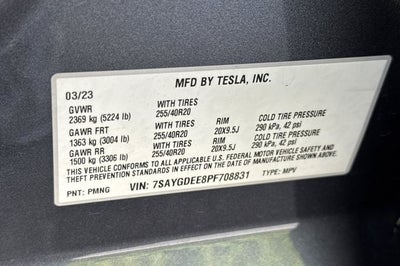 MFD BY TESLA, INC.
03/23
GVWR WITH TIRES
2369 kg (5224 lb) 255/40R20 RIM COLD TIRE PRESSURE
GAWR FRT WITH TIRES 20X9.5J 290 kPa, 42 psi
1363 kg (3004 lb) 255/40R20 RIM COLD TIRE PRESSURE
GAWR RR WITH TIRES 20X9.5J 290 kPa, 42 psi
1500 kg (3306 lb) 255/40R20
THIS VEHICLE CONFORMS TO ALL APPLICABLE U.S. FEDERAL MOTOR VEHICLE SAFETY AND
THEFT PREVENTION STANDARDS IN EFFECT ON THE DATE OF MANUFACTURE SHOWN ABOVE.
PNT: PMNG VIN: 7SAYGDEE8PF708831 TYPE: MPV